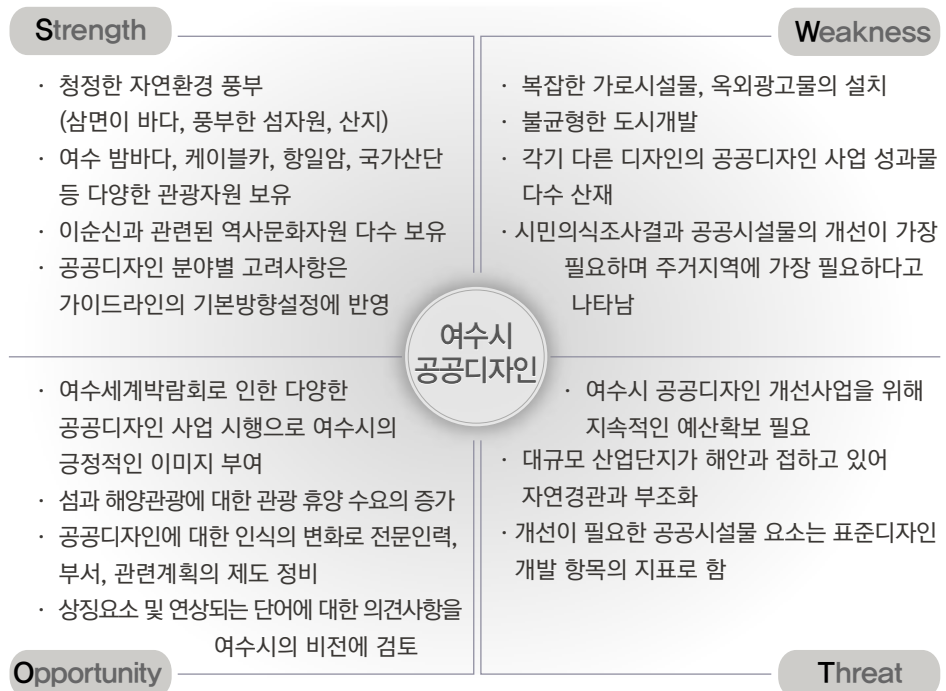 Strength
· 청정한 자연환경 풍부
(삼면이 바다, 풍부한 섬자원, 산지)
· 여수 밤바다, 케이블카, 항일암, 국가산단
등 다양한 관광자원 보유
· 이순신과 관련된 역사문화자원 다수 보유
· 공공디자인 분야별 고려사항은
가이드라인의 기본방향설정에 반영
Weakness
· 복잡한 가로시설물, 옥외광고물의 설치
· 불균형한 도시개발
· 각기 다른 디자인의 공공디자인 사업 성과물
다수 산재
· 시민의식조사결과 공공시설물의 개선이 가장
필요하며 주거지역에 가장 필요하다고
나타남
여수시
공공디자인
· 여수세계박람회로 인한 다양한
공공디자인 사업 시행으로 여수시의
긍정적인 이미지 부여
· 섬과 해양관광에 대한 관광 휴양 수요의 증가
· 공공디자인에 대한 인식의 변화로 전문인력,
부서, 관련계획의 제도 정비
· 상징요소 및 연상되는 단어에 대한 의견사항을
여수시의 비전에 검토
Opportunity
· 여수시 공공디자인 개선사업을 위해
지속적인 예산확보 필요
· 대규모 산업단지가 해안과 접하고 있어
자연경관과 부조화
· 개선이 필요한 공공시설물 요소는 표준디자인
개발 항목의 지표로 함
Threat